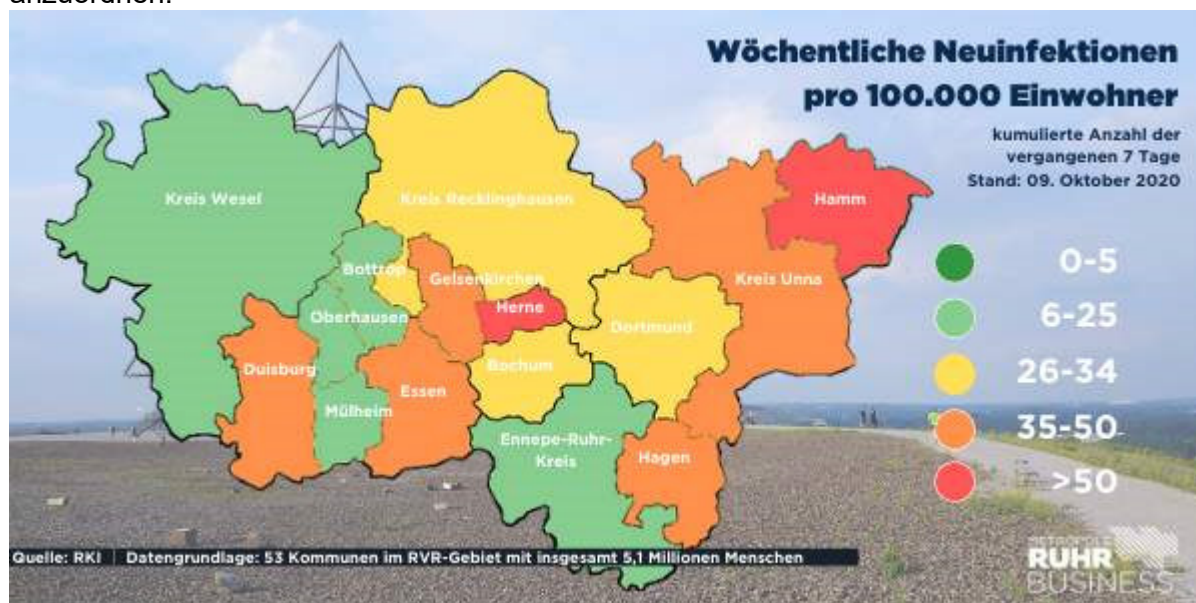 anzuordnen.
Wöchentliche Neuinfektionen
pro 100.000 Einwohner
kumulierte Anzahl der
vergangenen 7 Tage
Stand: 09. Oktober 2020
Kreis Wesel
Kreis Recklinghausen
Hamm
Bottrop
Gelsenkirchen
Kreis Unna
Herne
Oberhausen
Dortmund
Duisburg
Essen
Bochum
Mülheim
Ennepe-Ruhr-
Kreis
Hagen
0-5
6-25
26-34
35-50
>50
Quelle: RKI | Datengrundlage: 53 Kommunen im RVR-Gebiet mit insgesamt 5,1 Millionen Menschen
METROPOLE
RUHR
BUSINESS